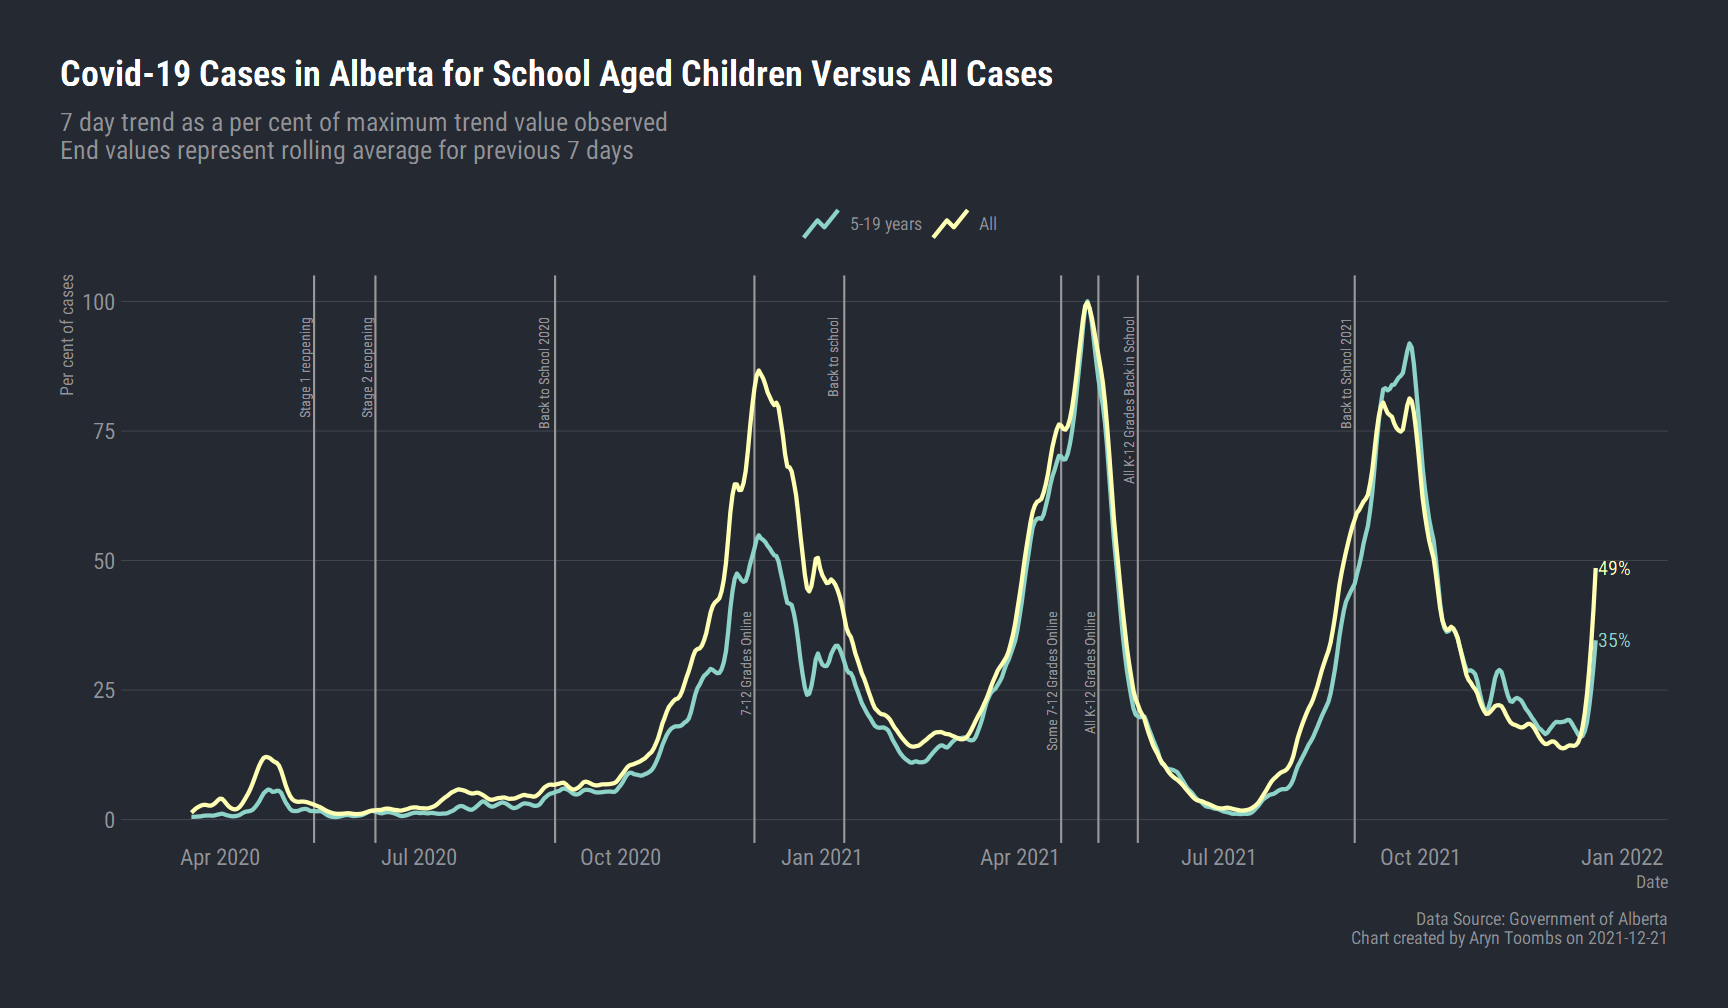 Covid-19 Cases in Alberta for School Aged Children Versus All Cases
7 day trend as a per cent of maximum trend value observed
End values represent rolling average for previous 7 days
5-19 years
All
Per cent of cases
100
75
50
25
0
Stage 1 reopening
Stage 2 reopening
Back to School 2020
7-12 Grades Online
Back to school
Some 7-12 Grades Online
All K-12 Grades Online
All K-12 Grades Back in School
Back to School 2021
49%
35%
Apr 2020
Jul 2020
Oct 2020
Jan 2021
Apr 2021
Jul 2021
Oct 2021
Jan 2022
Date
Data Source: Government of Alberta
Chart created by Aryn Toombs on 2021-12-21